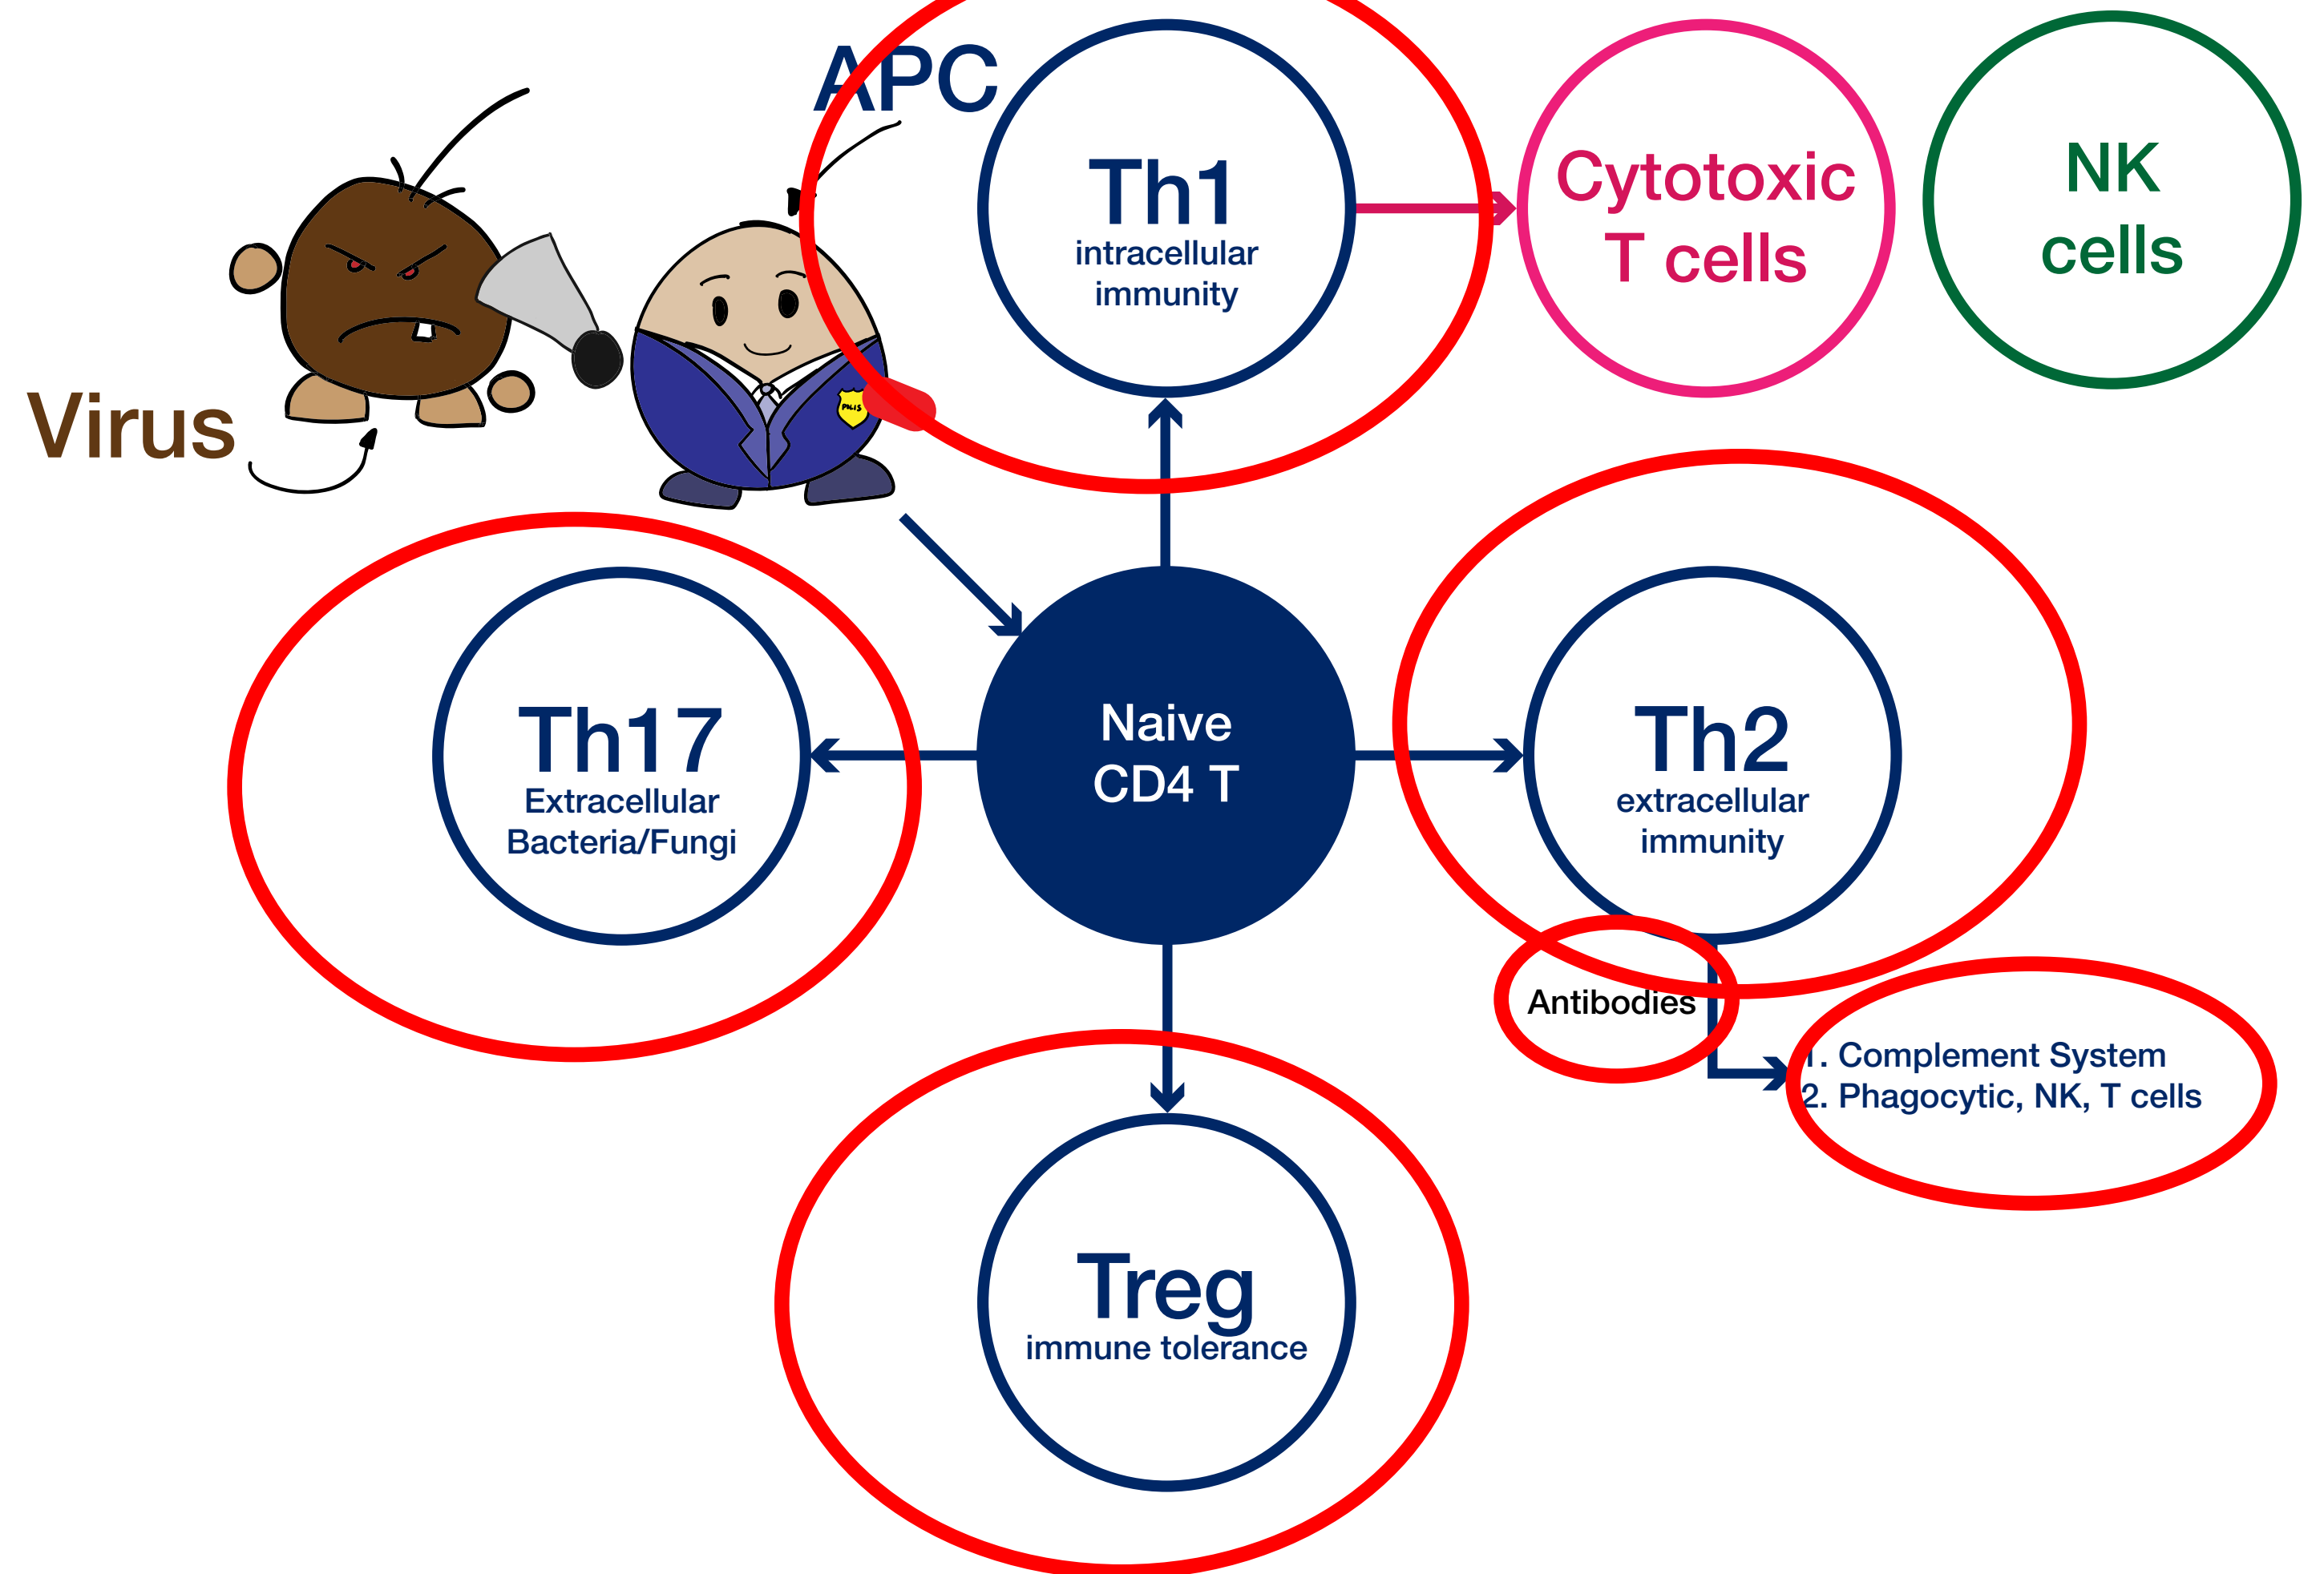 APC
Th1
intracellular
immunity
Cytotoxic
T cells
NK
cells
Virus
Th17
Extracellular
Bacteria/Fungi
Naive
CD4 T
Th2
extracellular
immunity
Antibodies
1. Complement System
2. Phagocytic, NK, T cells
Treg
immune tolerance